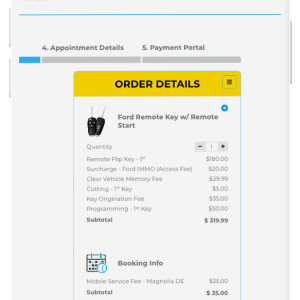 4. Appointment Details 5. Payment Portal
ORDER DETAILS
Ford Remote Key w/ Remote
Start
Quantity - 1 +
Remote Flip Key - 1st $180.00
Surcharge - Ford IMMO (Access Fee) $20.00
Clear Vehicle Memory Fee $29.99
Cutting - 1st Key $5.00
Key Origination Fee $35.00
Programming - 1st Key $50.00
Subtotal $ 319.99
Booking Info
Mobile Service Fee - Magnolia DE $35.00
Subtotal $ 35.00